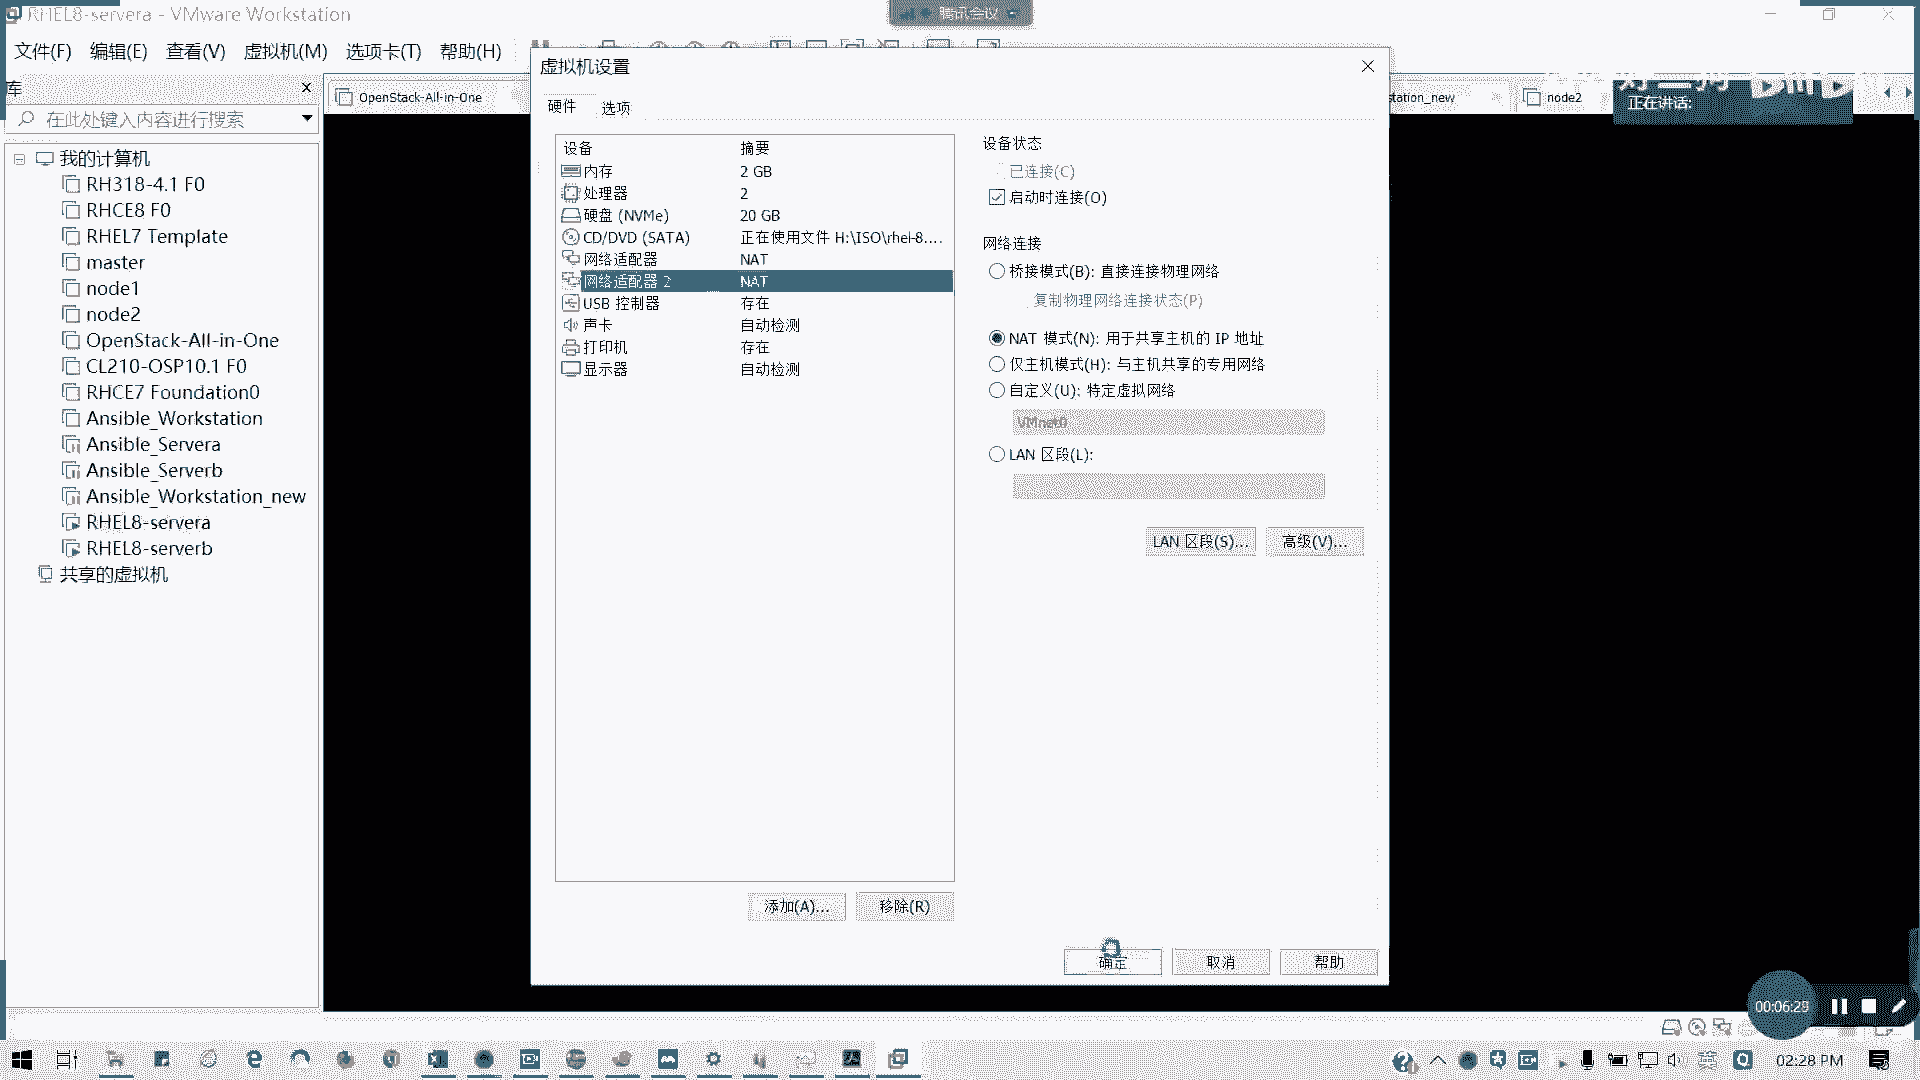 RHEL8-servera - VMware Workstation
腾讯会议
文件(F) 编辑(E) 查看(V) 虚拟机(M) 选项卡(T) 帮助(H)
库
在此处键入内容进行搜索
我的计算机
RH318-4.1 F0
RHCE8 F0
RHEL7 Template
master
node1
node2
OpenStack-All-in-One
CL210-OSP10.1 F0
RHCE7 Foundation0
Ansible_Workstation
Ansible_Servera
Ansible_Serverb
Ansible_Workstation_new
RHEL8-servera
RHEL8-serverb
共享的虚拟机
OpenStack-All-in-One
station_new
node2
正在讲话:
虚拟机设置
硬件 选项
设备 摘要
内存 2 GB
处理器 2
硬盘 (NVMe) 20 GB
CD/DVD (SATA) 正在使用文件 H:\ISO\rhel-8....
网络适配器 NAT
网络适配器 2 NAT
USB 控制器 存在
声卡 自动检测
打印机 存在
显示器 自动检测
添加(A)... 移除(R)
设备状态
已连接(C)
启动时连接(O)
网络连接
桥接模式(B): 直接连接物理网络
复制物理网络连接状态(P)
NAT 模式(N): 用于共享主机的 IP 地址
仅主机模式(H): 与主机共享的专用网络
自定义(U): 特定虚拟网络
VMnet0
LAN 区段(L):
LAN 区段(S)... 高级(V)...
确定 取消 帮助
00:06:29
英
02:28 PM